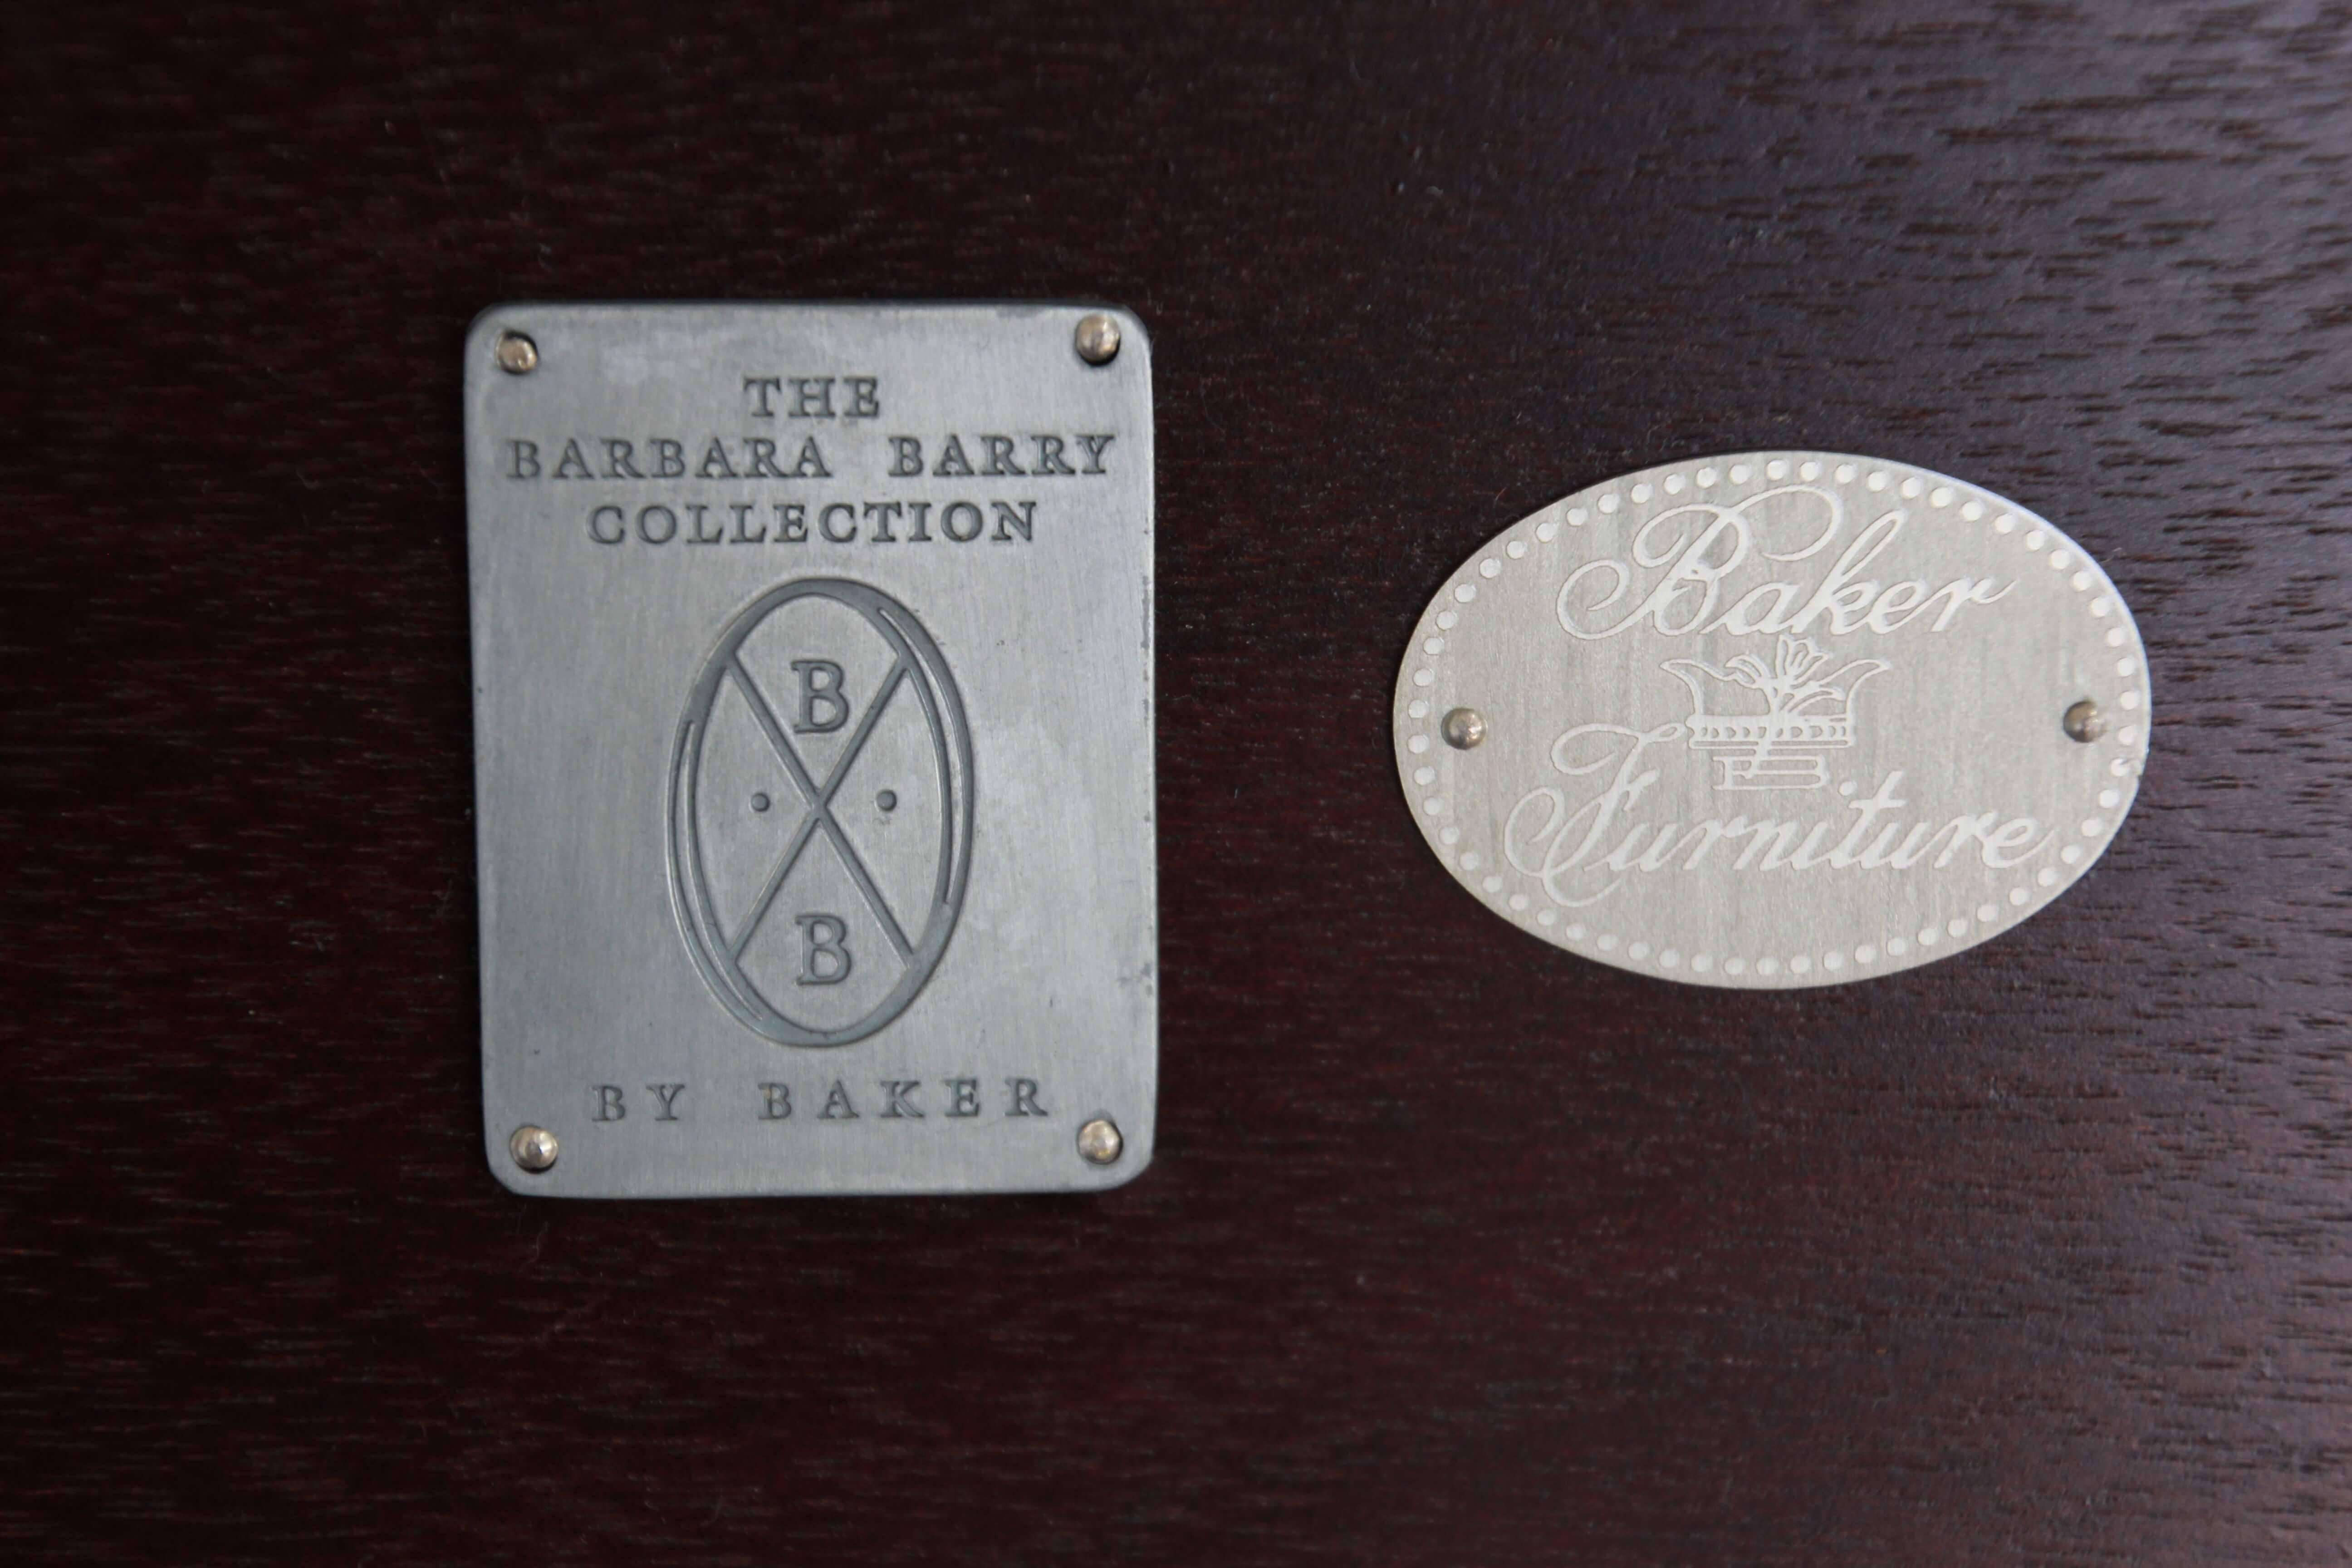 THE
BARBARA BARRY
COLLECTION
B
B
BY BAKER
Baker
Furniture